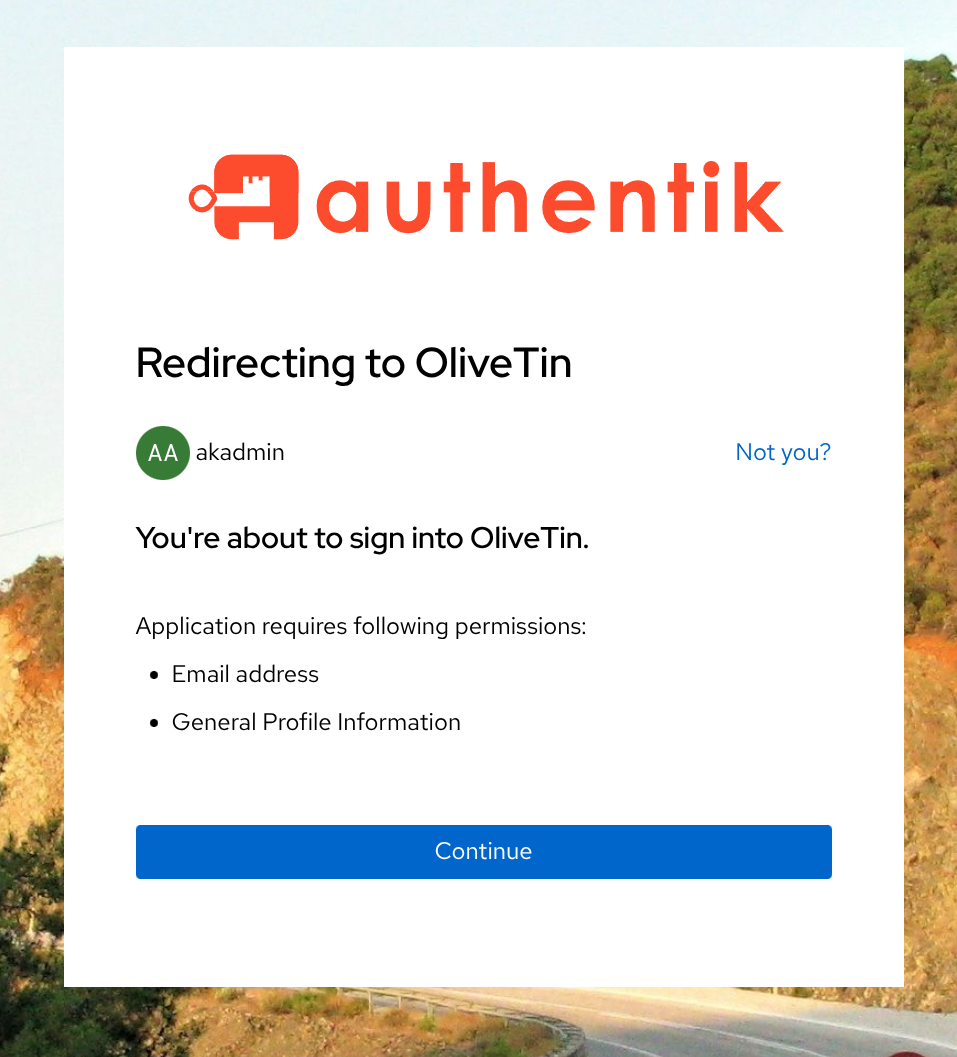 authentik
Redirecting to OliveTin
AA akadmin Not you?
You're about to sign into OliveTin.
Application requires following permissions:
Email address
General Profile Information
Continue